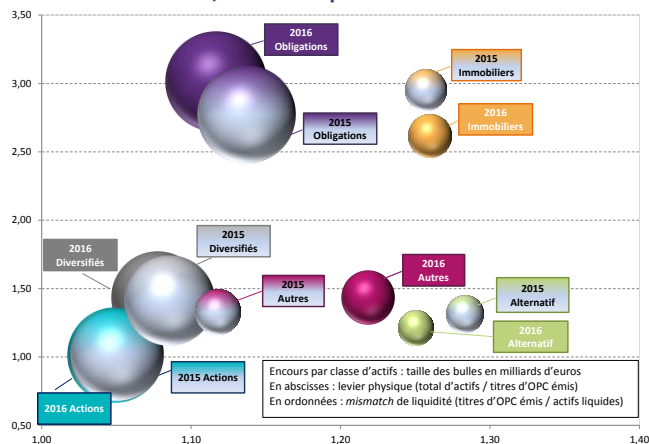 3,50
3,00
2,50
2,00
1,50
1,00
0,50
1,00
1,10
1,20
1,30
1,40
2016
Obligations
2015
Obligations
2015
Immobiliers
2016
Immobiliers
2016
Diversifiés
2015
Diversifiés
2015
Autres
2016
Autres
2015
Alternatif
2016
Alternatif
2015 Actions
2016 Actions
Encours par classe d'actifs : taille des bulles en milliards d'euros
En abscisses : levier physique (total d'actifs / titres d'OPC émis)
En ordonnées : mismatch de liquidité (titres d'OPC émis / actifs liquides)